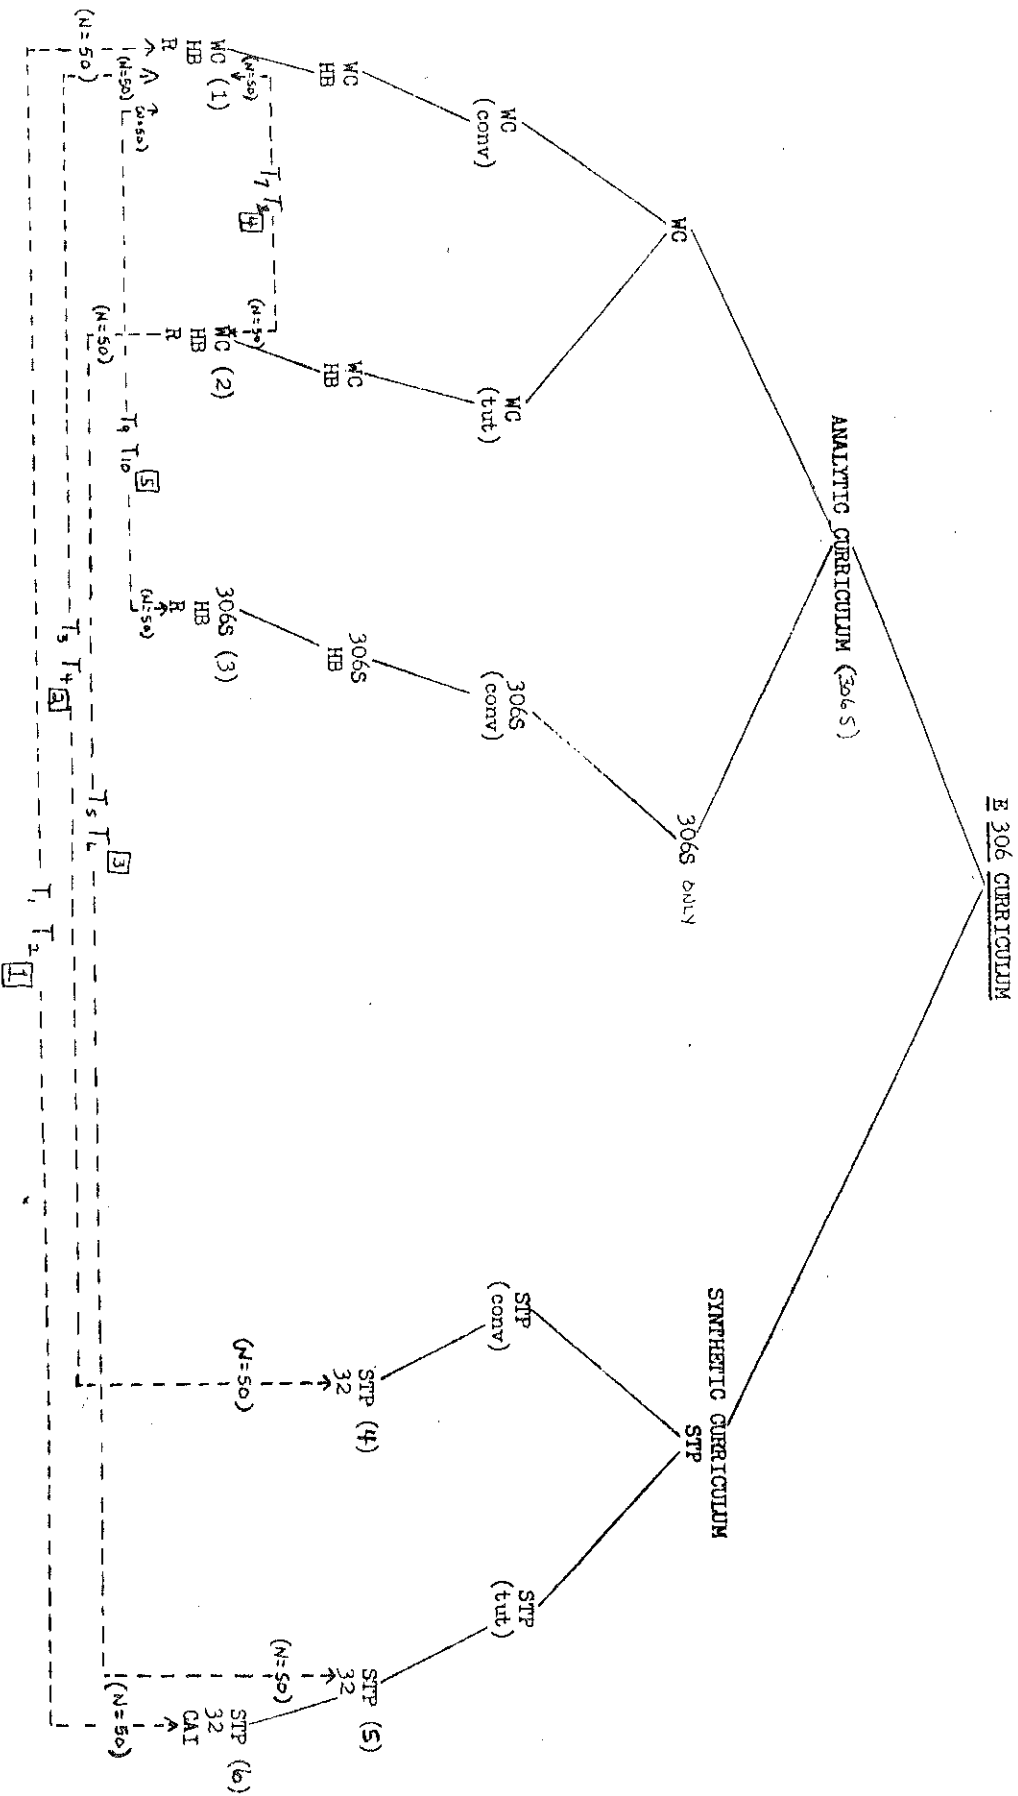 E 306 CURRICULUM
ANALYTIC CURRICULUM (306 S)
SYNTHETIC CURRICULUM
WC
306S ONLY
STP
WC
(conv)
WC
(tut)
306S
(conv)
STP
(conv)
STP
(tut)
WC
HB
WC
HB
306S
HB
STP (4)
32
STP (5)
32
WC (1)
HB
R
WC (2)
HB
R
306S (3)
HB
R
STP (6)
32
CAI
(N=50)
T7 T8
4
(N=50)
(N=50)
(N=50)
(N=50)
T9 T10
5
(N=50)
(N=50)
T5 T6
3
(N=50)
T3 T4
2
(N=50)
T1 T2
1
(N=50)